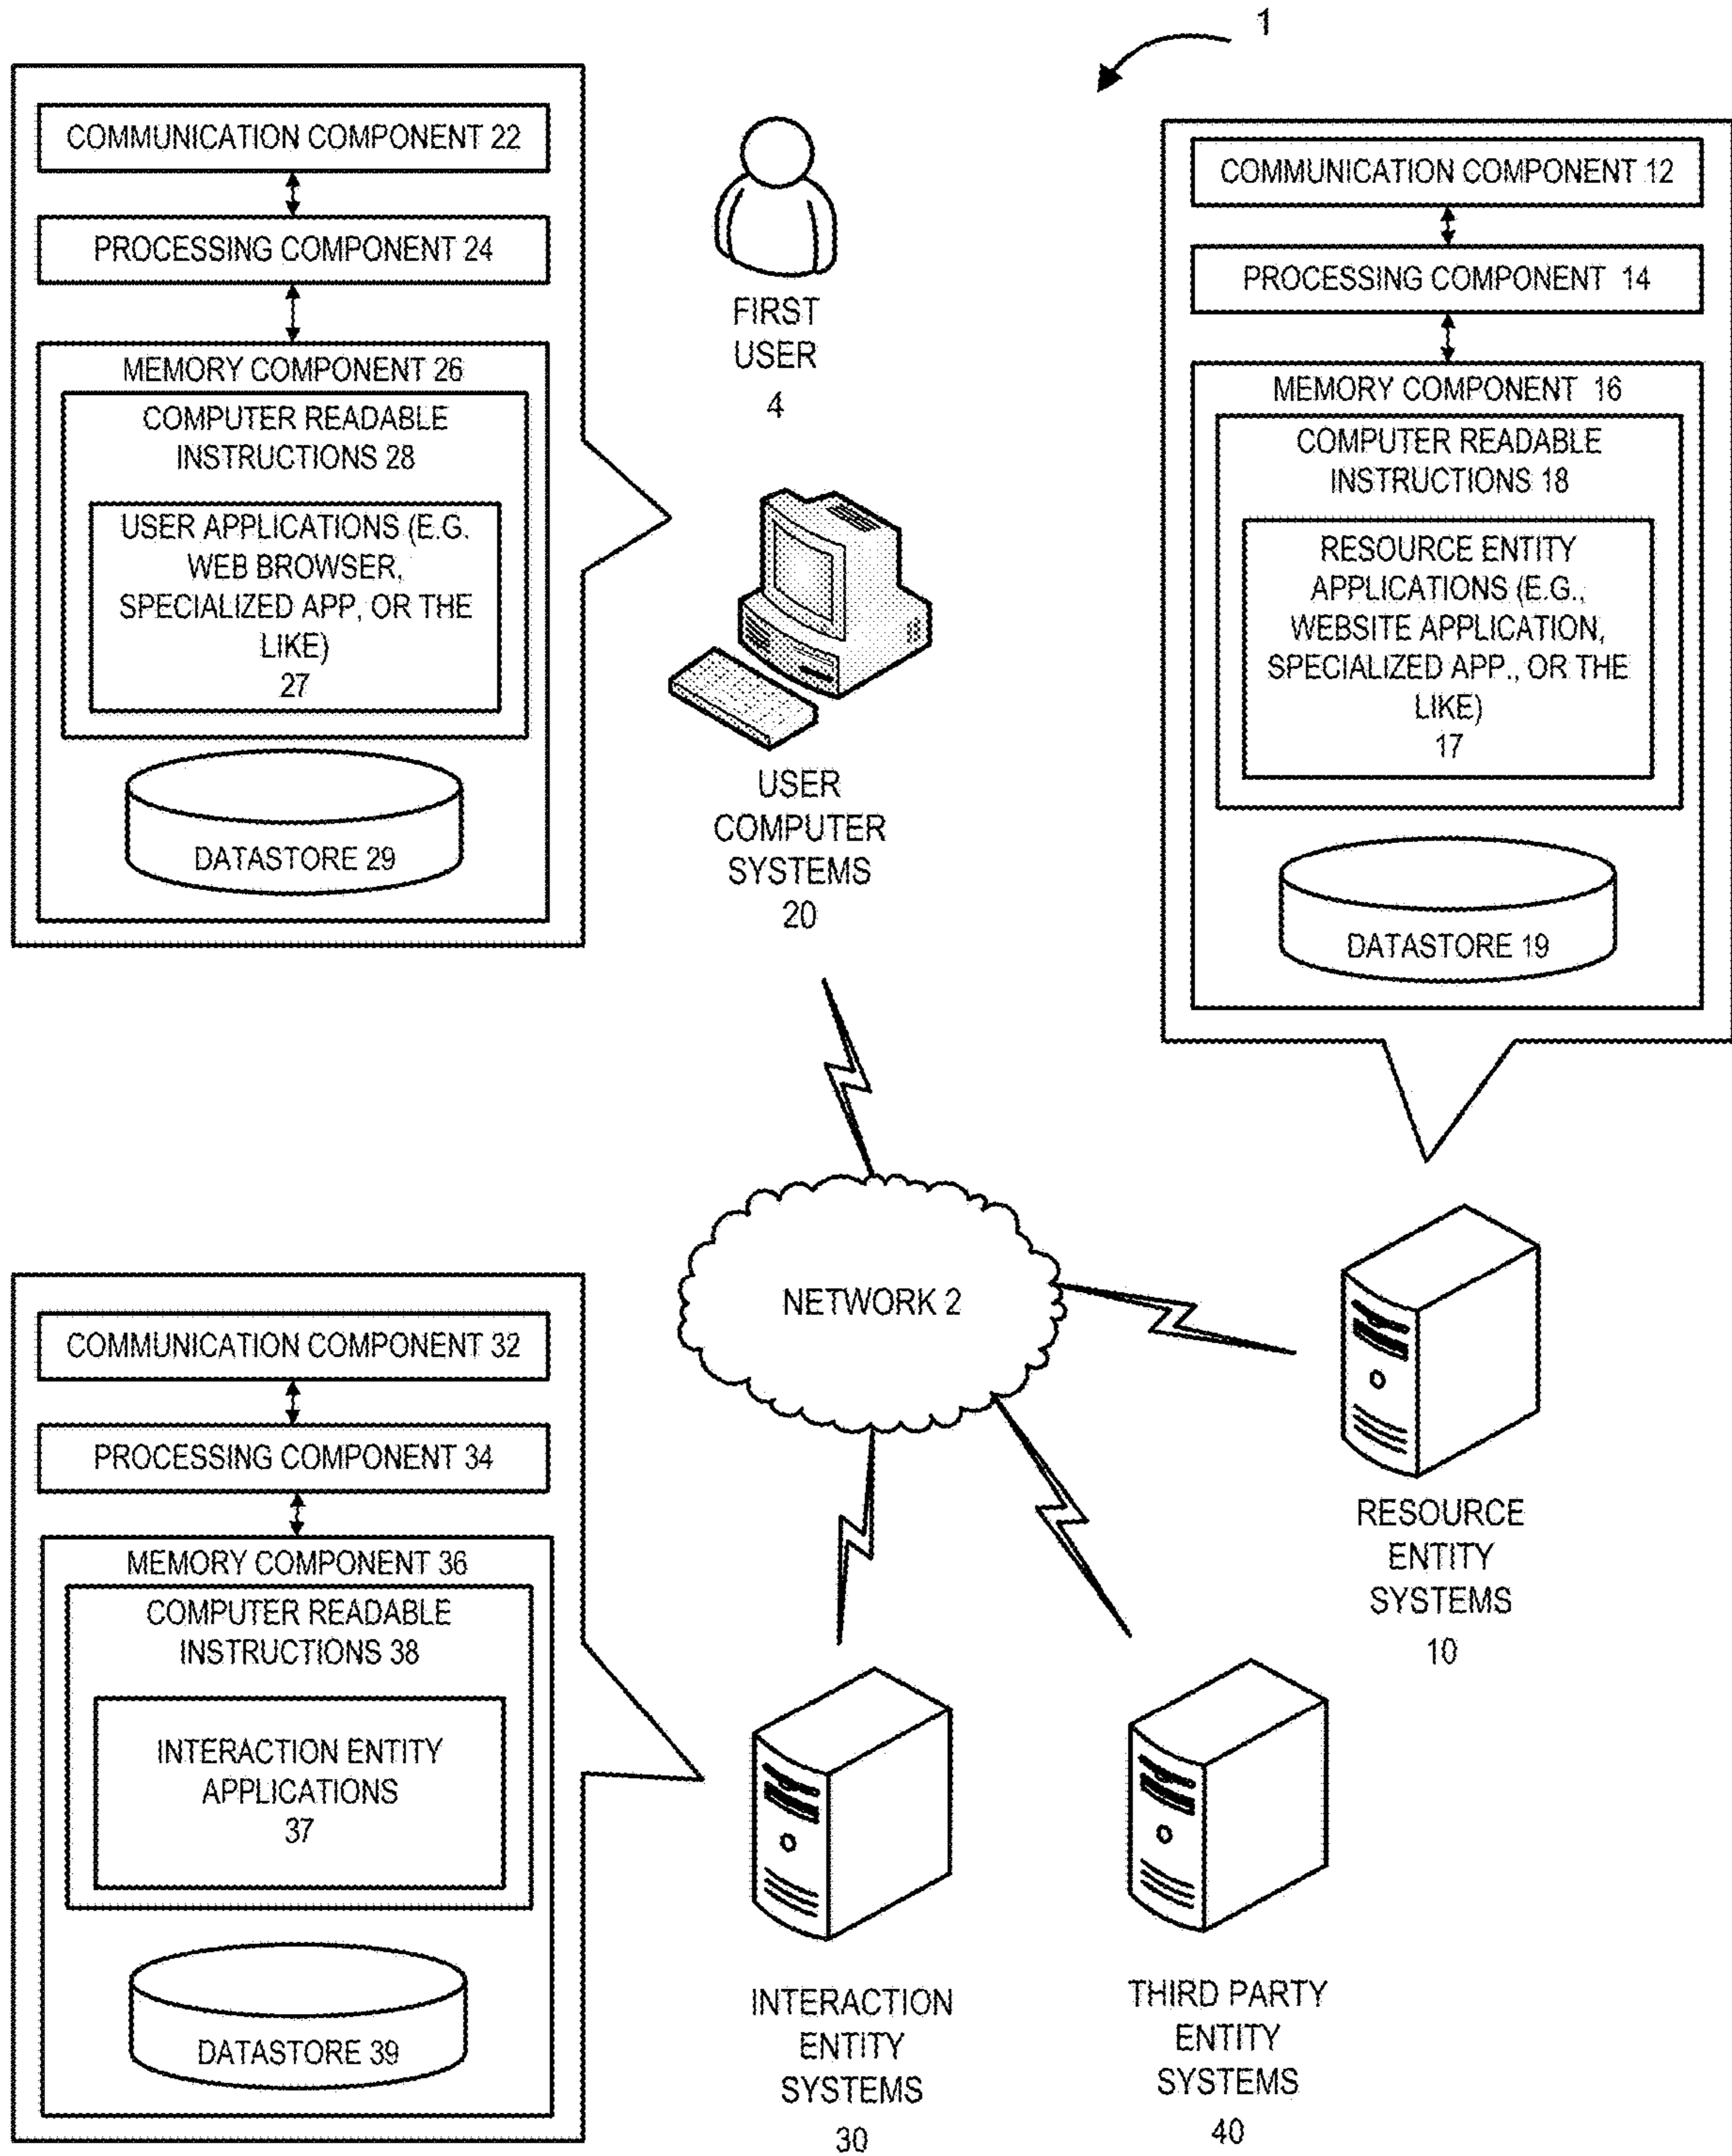 1
COMMUNICATION COMPONENT 22
PROCESSING COMPONENT 24
MEMORY COMPONENT 26
COMPUTER READABLE
INSTRUCTIONS 28
USER APPLICATIONS (E.G.
WEB BROWSER,
SPECIALIZED APP, OR THE
LIKE)
27
DATASTORE 29
FIRST
USER
4
USER
COMPUTER
SYSTEMS
20
COMMUNICATION COMPONENT 12
PROCESSING COMPONENT 14
MEMORY COMPONENT 16
COMPUTER READABLE
INSTRUCTIONS 18
RESOURCE ENTITY
APPLICATIONS (E.G.,
WEBSITE APPLICATION,
SPECIALIZED APP., OR THE
LIKE)
17
DATASTORE 19
NETWORK 2
RESOURCE
ENTITY
SYSTEMS
10
COMMUNICATION COMPONENT 32
PROCESSING COMPONENT 34
MEMORY COMPONENT 36
COMPUTER READABLE
INSTRUCTIONS 38
INTERACTION ENTITY
APPLICATIONS
37
DATASTORE 39
INTERACTION
ENTITY
SYSTEMS
30
THIRD PARTY
ENTITY
SYSTEMS
40